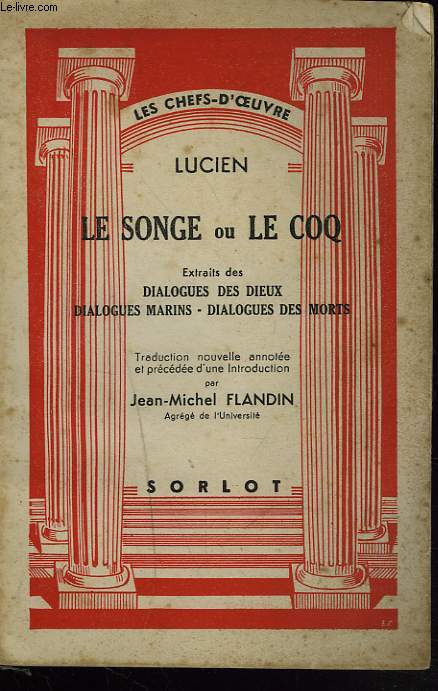 Le-livre.com
LES CHEFS-D'ŒUVRE
LUCIEN
LE SONGE ou LE COQ
Extraits des
DIALOGUES DES DIEUX
DIALOGUES MARINS - DIALOGUES DES MORTS
Traduction nouvelle annotée
et précédée d'une Introduction
par
Jean-Michel FLANDIN
Agrégé de l'Université
SORLOT